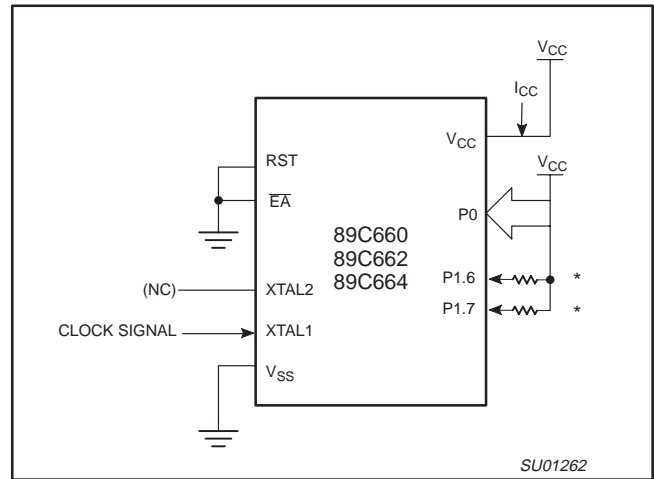 V_CC
I_CC
V_CC
RST
V_CC
EA
P0
89C660
89C662
89C664
P1.6 *
(NC) XTAL2
P1.7 *
CLOCK SIGNAL XTAL1
V_SS
SU01262